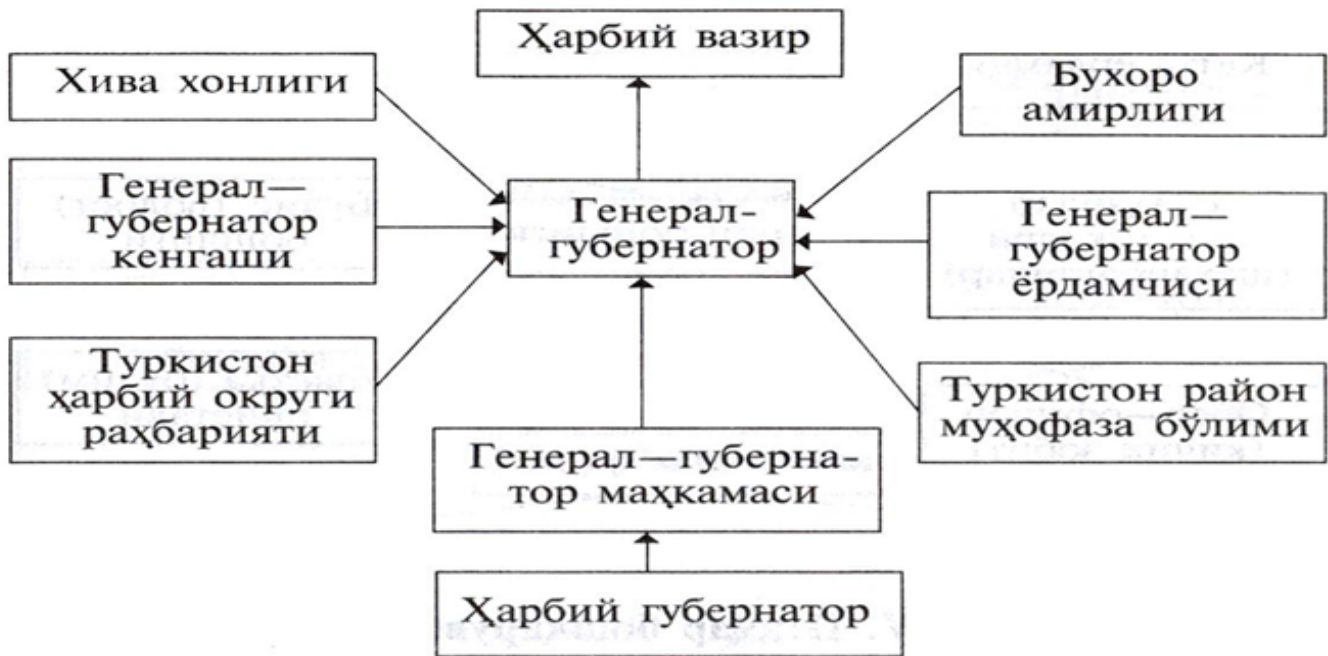 Ҳарбий вазир
Хива хонлиги
Бухоро
амирлиги
Генерал—
губернатор
кенгаши
Генерал-
губернатор
Генерал—
губернатор
ёрдамчиси
Туркистон
ҳарбий округи
раҳбарияти
Туркистон район
муҳофаза бўлими
Генерал—губерна-
тор маҳкамаси
Ҳарбий губернатор